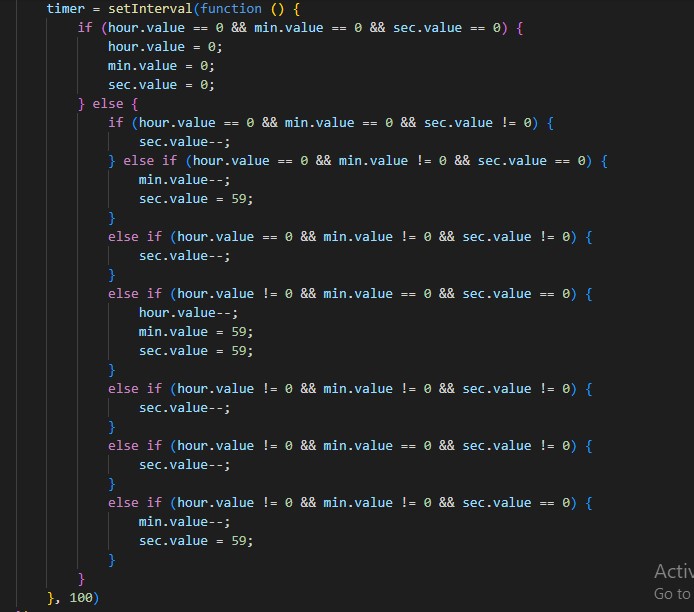 timer = setInterval(function () {
if (hour.value == 0 && min.value == 0 && sec.value == 0) {
hour.value = 0;
min.value = 0;
sec.value = 0;
} else {
if (hour.value == 0 && min.value == 0 && sec.value != 0) {
sec.value--;
} else if (hour.value == 0 && min.value != 0 && sec.value == 0) {
min.value--;
sec.value = 59;
}
else if (hour.value == 0 && min.value != 0 && sec.value != 0) {
sec.value--;
}
else if (hour.value != 0 && min.value == 0 && sec.value == 0) {
hour.value--;
min.value = 59;
sec.value = 59;
}
else if (hour.value != 0 && min.value != 0 && sec.value != 0) {
sec.value--;
}
else if (hour.value != 0 && min.value == 0 && sec.value != 0) {
sec.value--;
}
else if (hour.value != 0 && min.value != 0 && sec.value == 0) {
min.value--;
sec.value = 59;
}
}
}, 100)
Activ
Go to